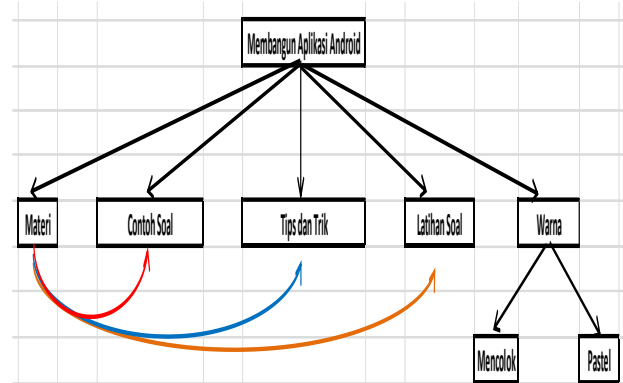 Membangun Aplikasi Android
Materi
Contoh Soal
Tips dan Trik
Latihan Soal
Warna
Mencolok
Pastel